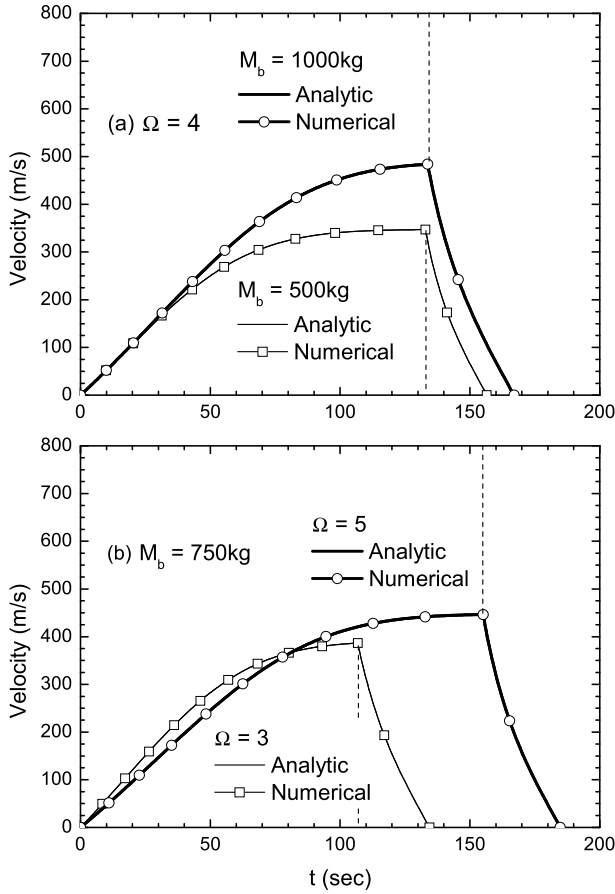 800
700
600
500
400
300
200
100
0
Velocity (m/s)
M_b = 1000kg
Analytic
Numerical
(a) Ω = 4
M_b = 500kg
Analytic
Numerical
0 50 100 150 200
800
700
600
500
400
300
200
100
0
Velocity (m/s)
Ω = 5
(b) M_b = 750kg
Analytic
Numerical
Ω = 3
Analytic
Numerical
0 50 100 150 200
t (sec)